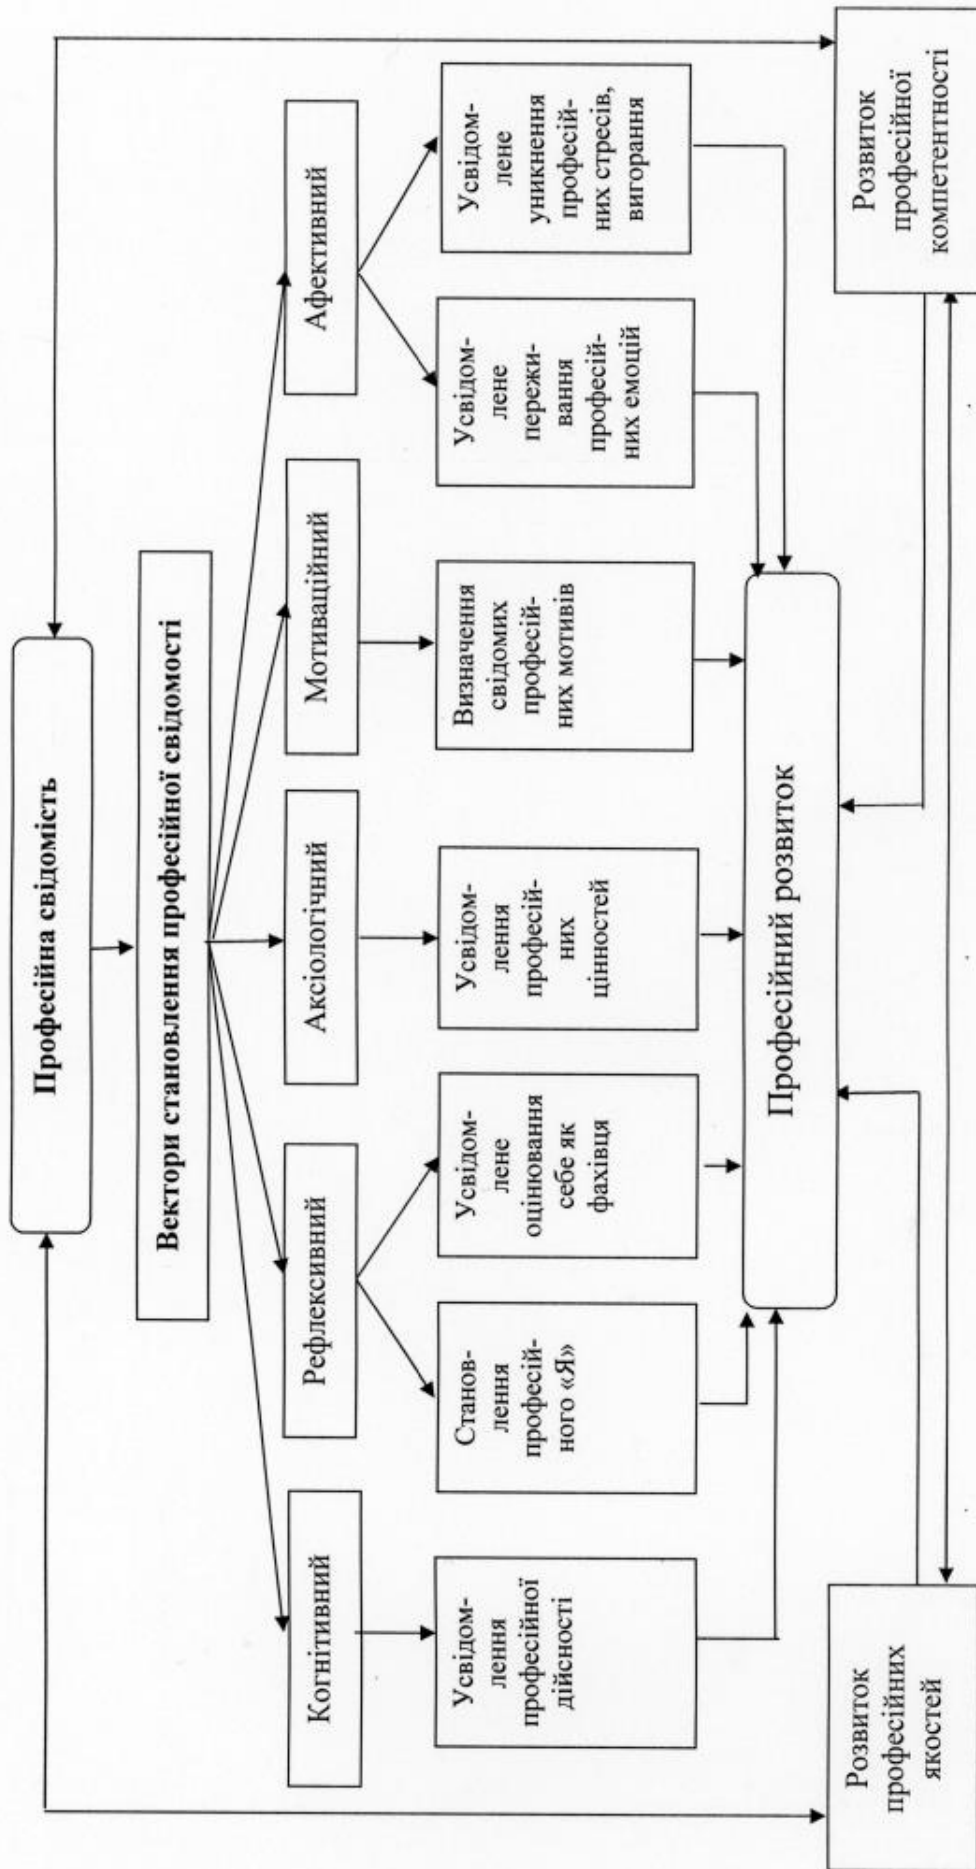 Професійна свідомість
Вектори становлення професійної свідомості
Когнітивний
Рефлексивний
Аксіологічний
Мотиваційний
Афективний
Усвідом-
лення
професійної
дійсності
Станов-
лення
професій-
ного «Я»
Усвідом-
лене
оцінювання
себе як
фахівця
Усвідом-
лення
професій-
них
цінностей
Визначення
свідомих
професій-
них мотивів
Усвідом-
лене
пережи-
вання
професій-
них емоцій
Усвідом-
лене
уникнення
професій-
них стресів,
вигорання
Професійний розвиток
Розвиток
професійних
якостей
Розвиток
професійної
компетентності